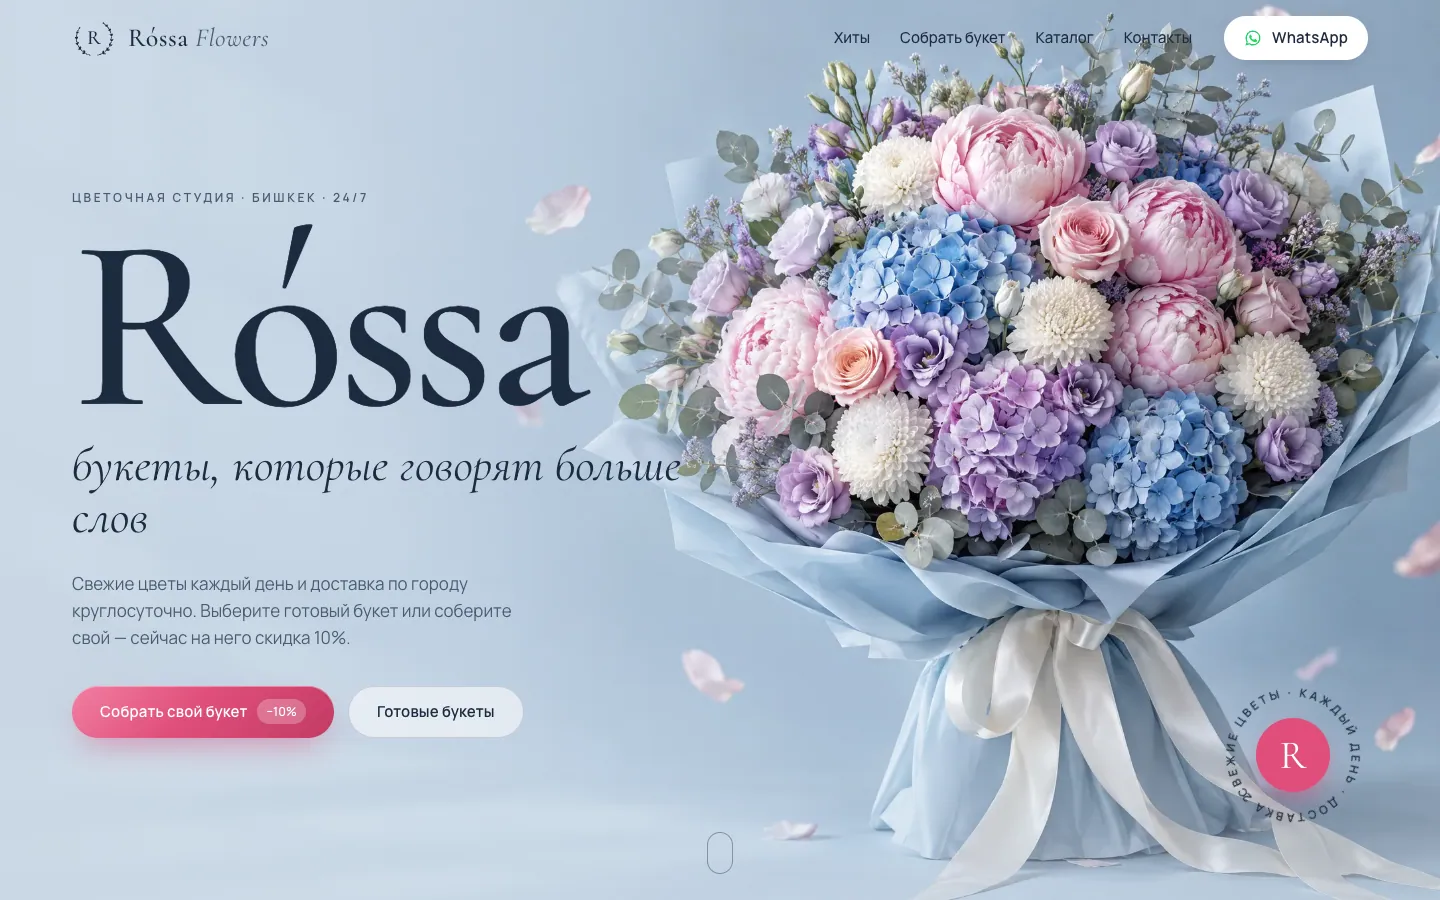 R Róssa Flowers
Хиты Собрать букет Каталог Контакты WhatsApp
ЦВЕТОЧНАЯ СТУДИЯ · БИШКЕК · 24/7
Róssa
букеты, которые говорят больше
слов
Свежие цветы каждый день и доставка по городу
круглосуточно. Выберите готовый букет или соберите
свой — сейчас на него скидка 10%.
Собрать свой букет −10%
Готовые букеты
СВЕЖИЕ ЦВЕТЫ · КАЖДЫЙ ДЕНЬ · ДОСТАВКА
R